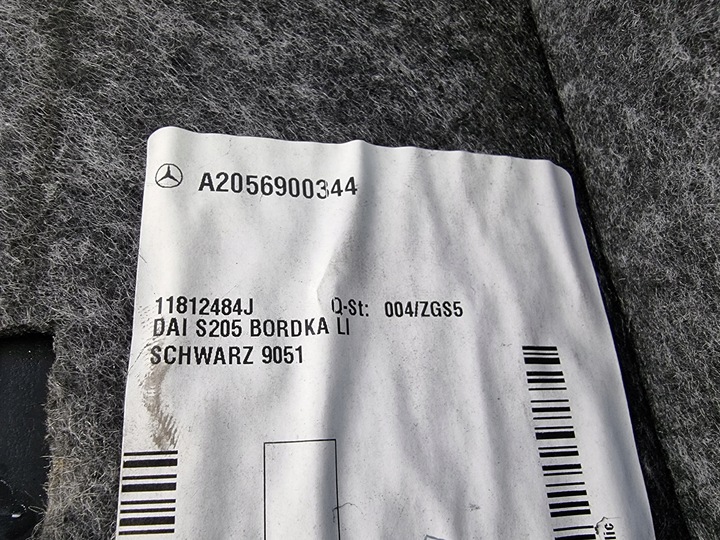 A2056900344
11812484J Q-St: 004/ZGS5
DAI S205 BORDKA LI
SCHWARZ 9051